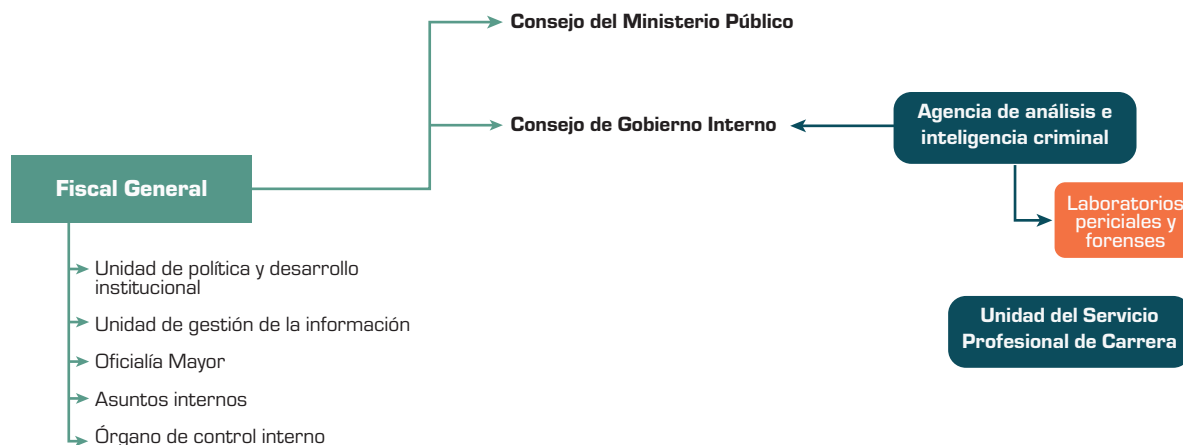 Consejo del Ministerio Público
Consejo de Gobierno Interno
Agencia de análisis e
inteligencia criminal
Fiscal General
Laboratorios
periciales y
forenses
Unidad de política y desarrollo
institucional
Unidad de gestión de la información
Oficialía Mayor
Asuntos internos
Órgano de control interno
Unidad del Servicio
Profesional de Carrera